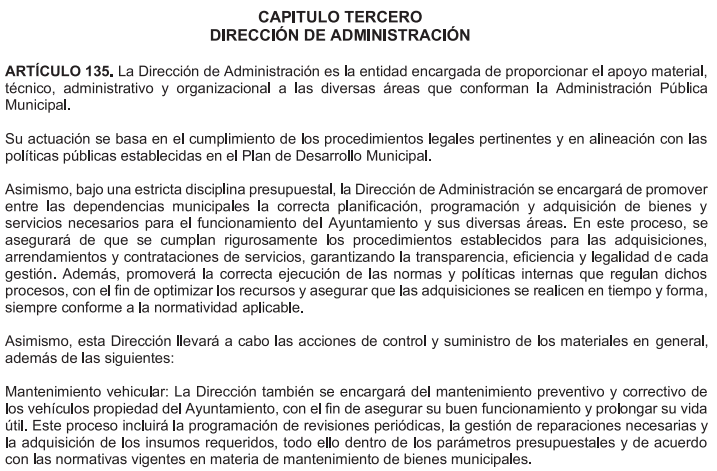 CAPITULO TERCERO
DIRECCIÓN DE ADMINISTRACIÓN
ARTÍCULO 135. La Dirección de Administración es la entidad encargada de proporcionar el apoyo material,
técnico, administrativo y organizacional a las diversas áreas que conforman la Administración Pública
Municipal.
Su actuación se basa en el cumplimiento de los procedimientos legales pertinentes y en alineación con las
políticas públicas establecidas en el Plan de Desarrollo Municipal.
Asimismo, bajo una estricta disciplina presupuestal, la Dirección de Administración se encargará de promover
entre las dependencias municipales la correcta planificación, programación y adquisición de bienes y
servicios necesarios para el funcionamiento del Ayuntamiento y sus diversas áreas. En este proceso, se
asegurará de que se cumplan rigurosamente los procedimientos establecidos para las adquisiciones,
arrendamientos y contrataciones de servicios, garantizando la transparencia, eficiencia y legalidad de cada
gestión. Además, promoverá la correcta ejecución de las normas y políticas internas que regulan dichos
procesos, con el fin de optimizar los recursos y asegurar que las adquisiciones se realicen en tiempo y forma,
siempre conforme a la normatividad aplicable.
Asimismo, esta Dirección llevará a cabo las acciones de control y suministro de los materiales en general,
además de las siguientes:
Mantenimiento vehicular: La Dirección también se encargará del mantenimiento preventivo y correctivo de
los vehículos propiedad del Ayuntamiento, con el fin de asegurar su buen funcionamiento y prolongar su vida
útil. Este proceso incluirá la programación de revisiones periódicas, la gestión de reparaciones necesarias y
la adquisición de los insumos requeridos, todo ello dentro de los parámetros presupuestales y de acuerdo
con las normativas vigentes en materia de mantenimiento de bienes municipales.